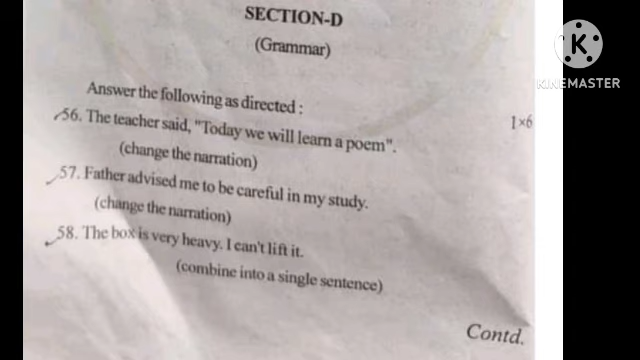 SECTION-D
(Grammar)
Answer the following as directed :
1×6
56. The teacher said, "Today we will learn a poem".
(change the narration)
57. Father advised me to be careful in my study.
(change the narration)
58. The box is very heavy. I can't lift it.
(combine into a single sentence)
Contd.
K
KINEMASTER